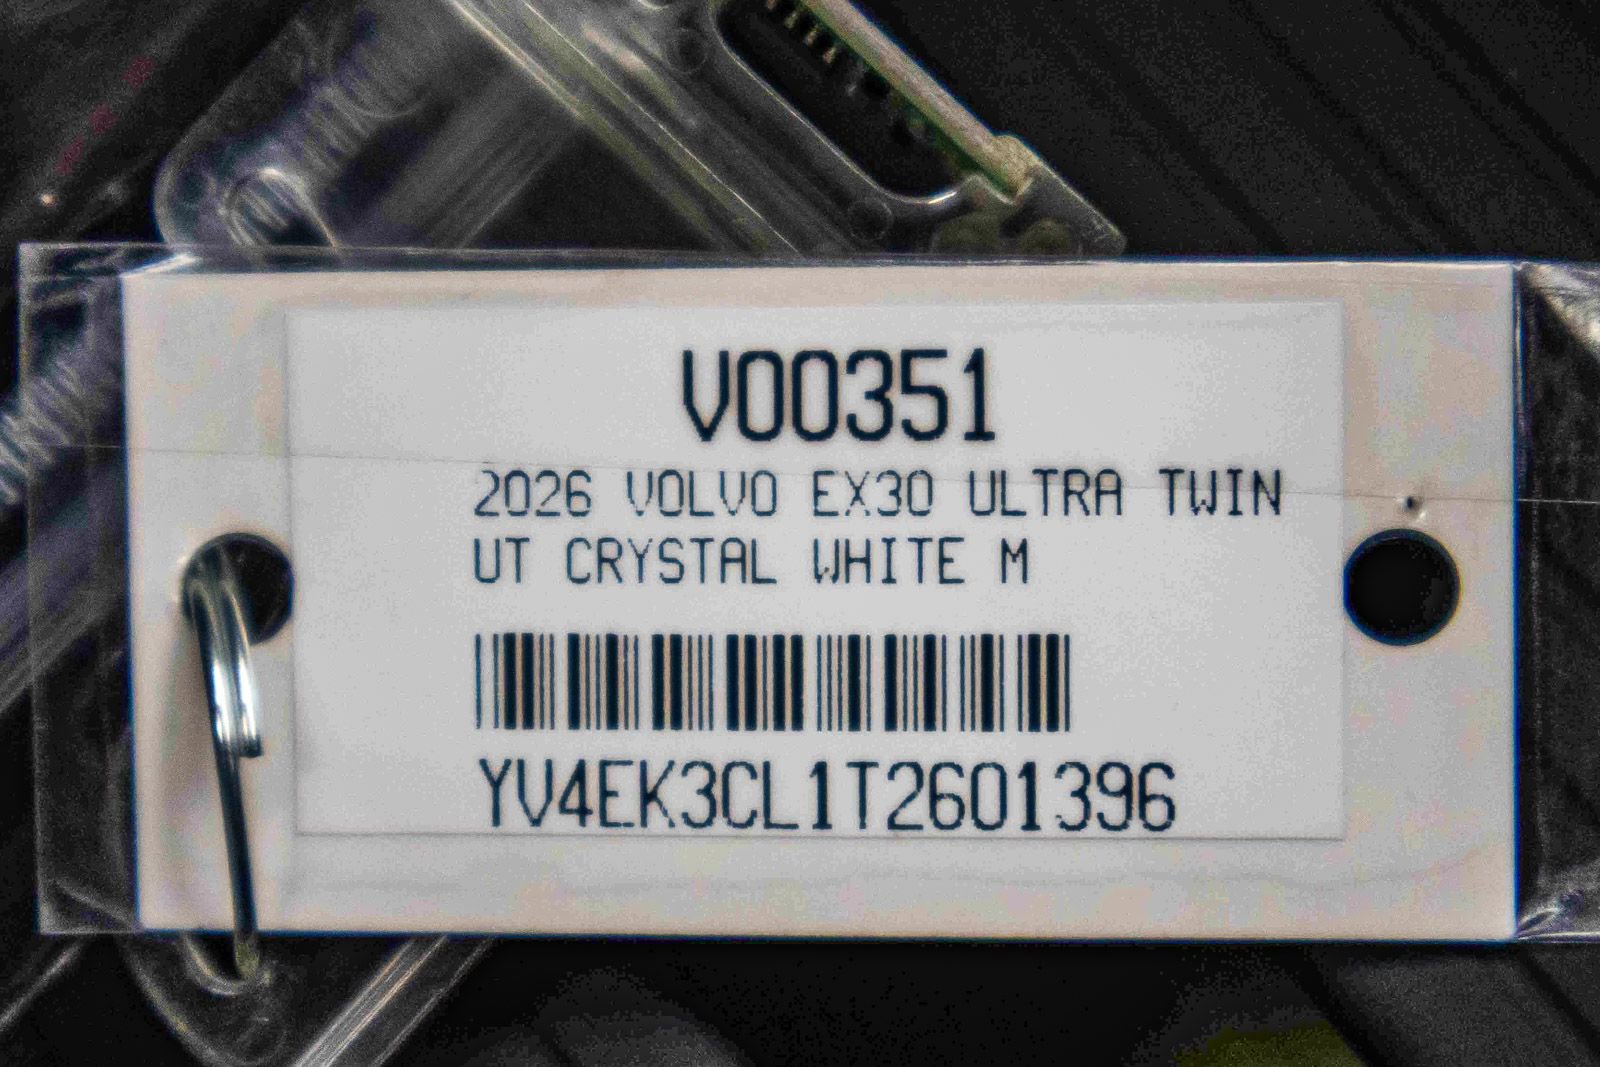 V00351
2026 VOLVO EX30 ULTRA TWIN
UT CRYSTAL WHITE M
YV4EK3CL1T2601396